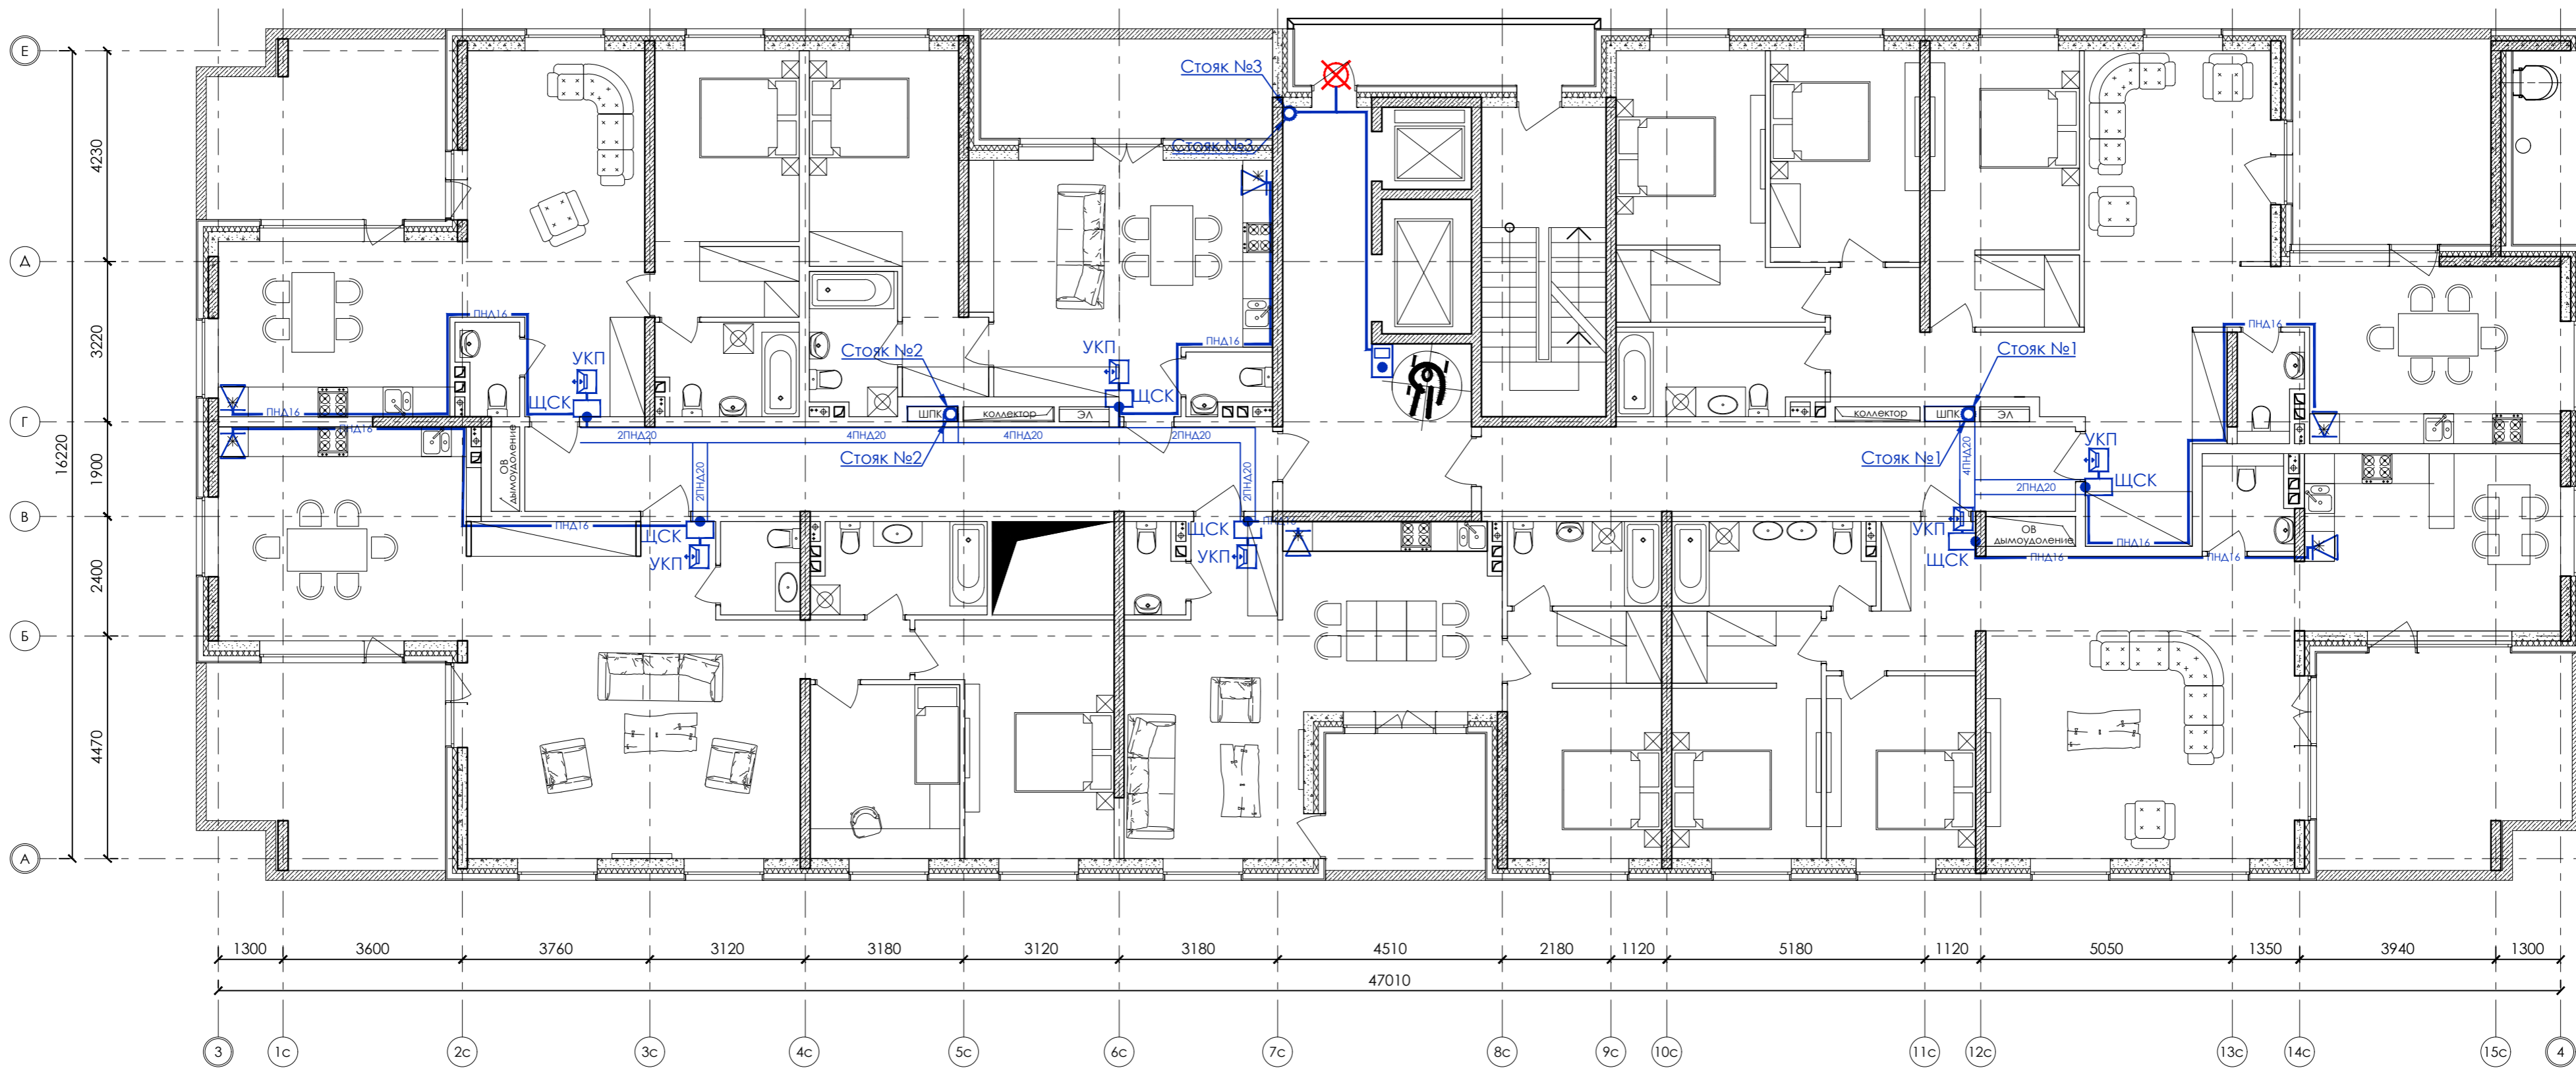 Стояк №3
Стояк №3
Е
4230
Д
3220
Г
1900
В
2400
Б
4470
А
16220
ПНД16
УКП
ЩСК
ПНД16
ПНД16
Стояк №2
УКП
ЩСК
ПНД16
ШПК
коллектор
ЭЛ
2ПНД20
4ПНД20
4ПНД20
2ПНД20
Стояк №2
ОВ
дымоудоление
2ПНД20
2ПНД20
ПНД16
ЩСК
УКП
ПНД16
ЩСК
УКП
Стояк №1
коллектор
ШПК
ЭЛ
Стояк №1
4ПНД20
ПНД16
УКП
ЩСК
2ПНД20
УКП
ЩСК
ОВ
дымоудоление
ПНД16
ПНД16
ПНД16
1300
3600
3760
3120
3180
3120
3180
4510
2180
1120
5180
1120
5050
1350
3940
1300
47010
3
1с
2с
3с
4с
5с
6с
7с
8с
9с
10с
11с
12с
13с
14с
15с
4